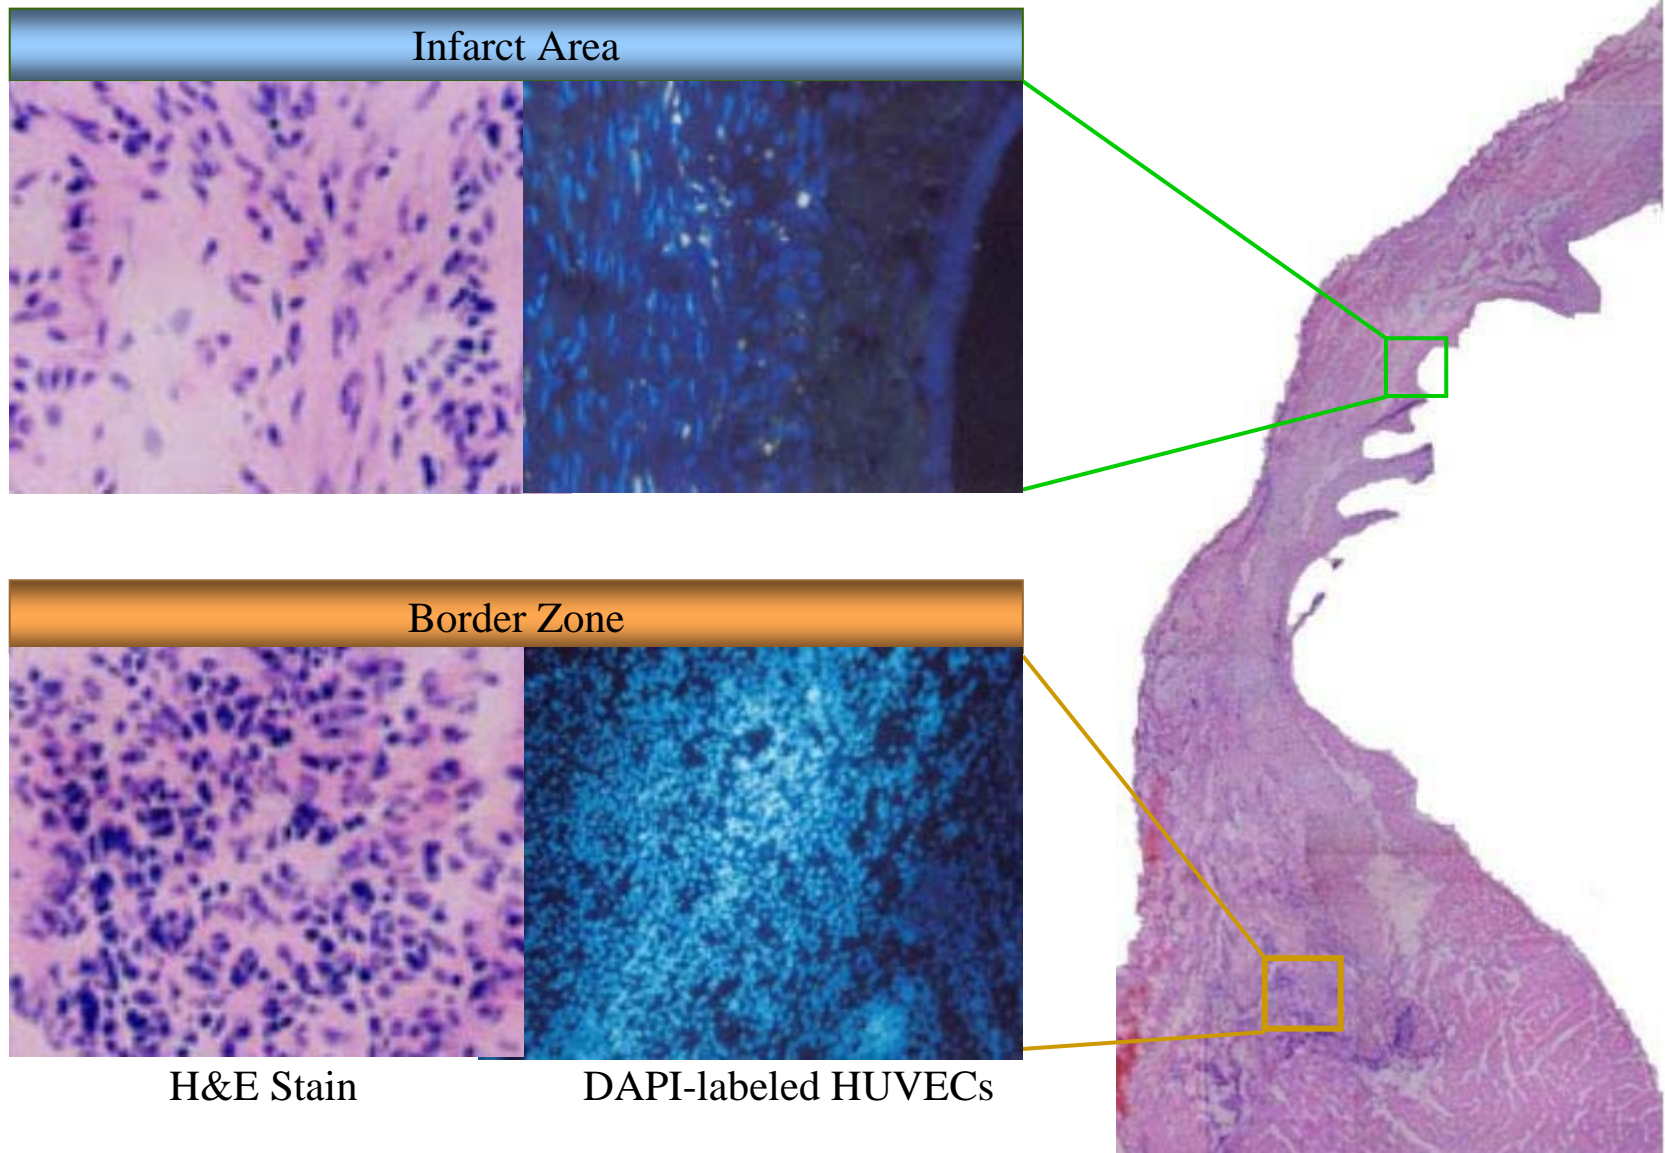 Infarct Area
Border Zone
H&E Stain
DAPI-labeled HUVECs